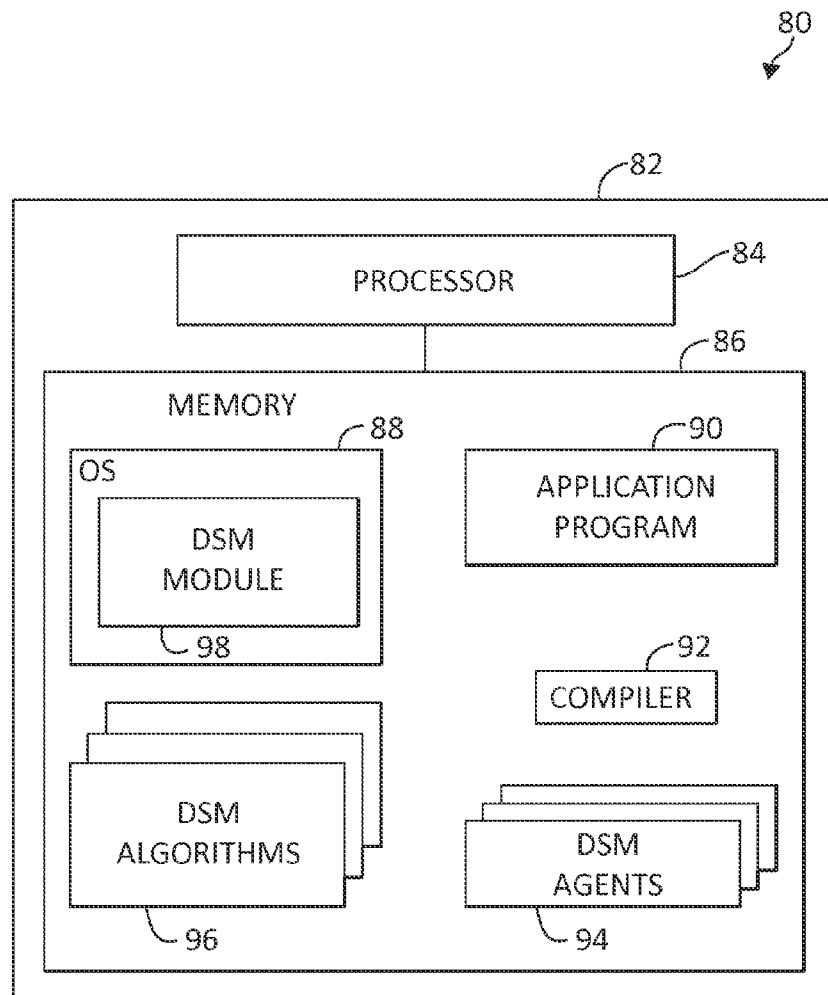 80
82
PROCESSOR
84
86
MEMORY
88
OS
DSM
MODULE
98
90
APPLICATION
PROGRAM
92
COMPILER
DSM
ALGORITHMS
96
DSM
AGENTS
94